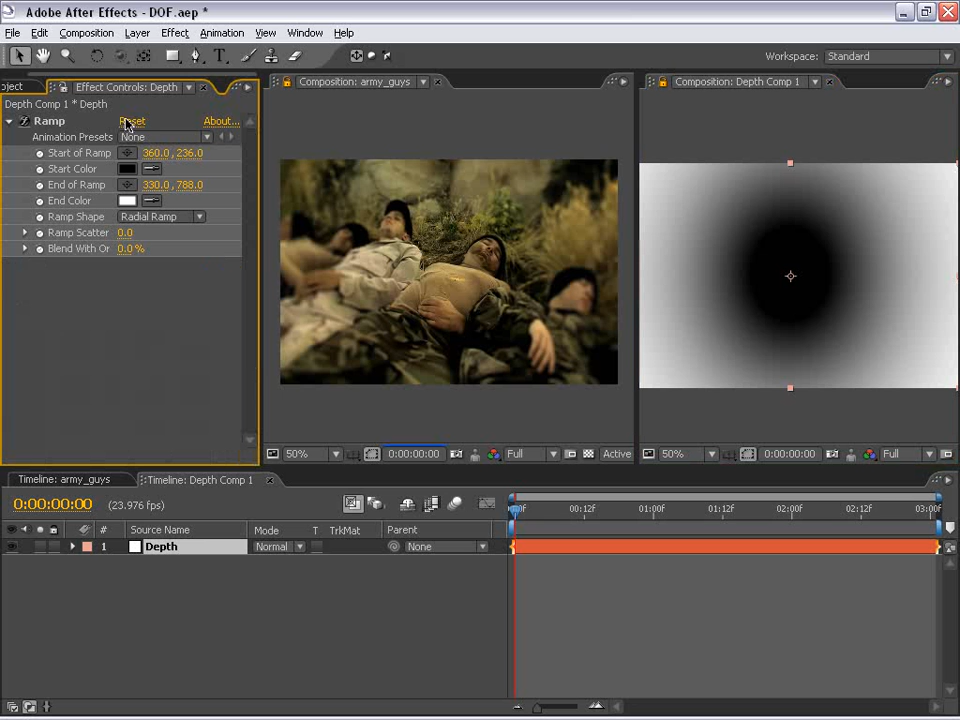 Adobe After Effects - DOF.aep *
File Edit Composition Layer Effect Animation View Window Help
Workspace: Standard
oject Effect Controls: Depth Composition: army_guys Composition: Depth Comp 1
Depth Comp 1 * Depth
Ramp Reset About...
Animation Presets None
Start of Ramp 360.0, 236.0
Start Color
End of Ramp 330.0, 788.0
End Color
Ramp Shape Radial Ramp
Ramp Scatter 0.0
Blend With Or 0.0 %
50% 0:00:00:00 Full Active 50% 0:00:00:00 Full
Timeline: army_guys Timeline: Depth Comp 1
0:00:00:00 (23.976 fps)
00f 00:12f 01:00f 01:12f 02:00f 02:12f 03:00f
# Source Name Mode T TrkMat Parent
1 Depth Normal None